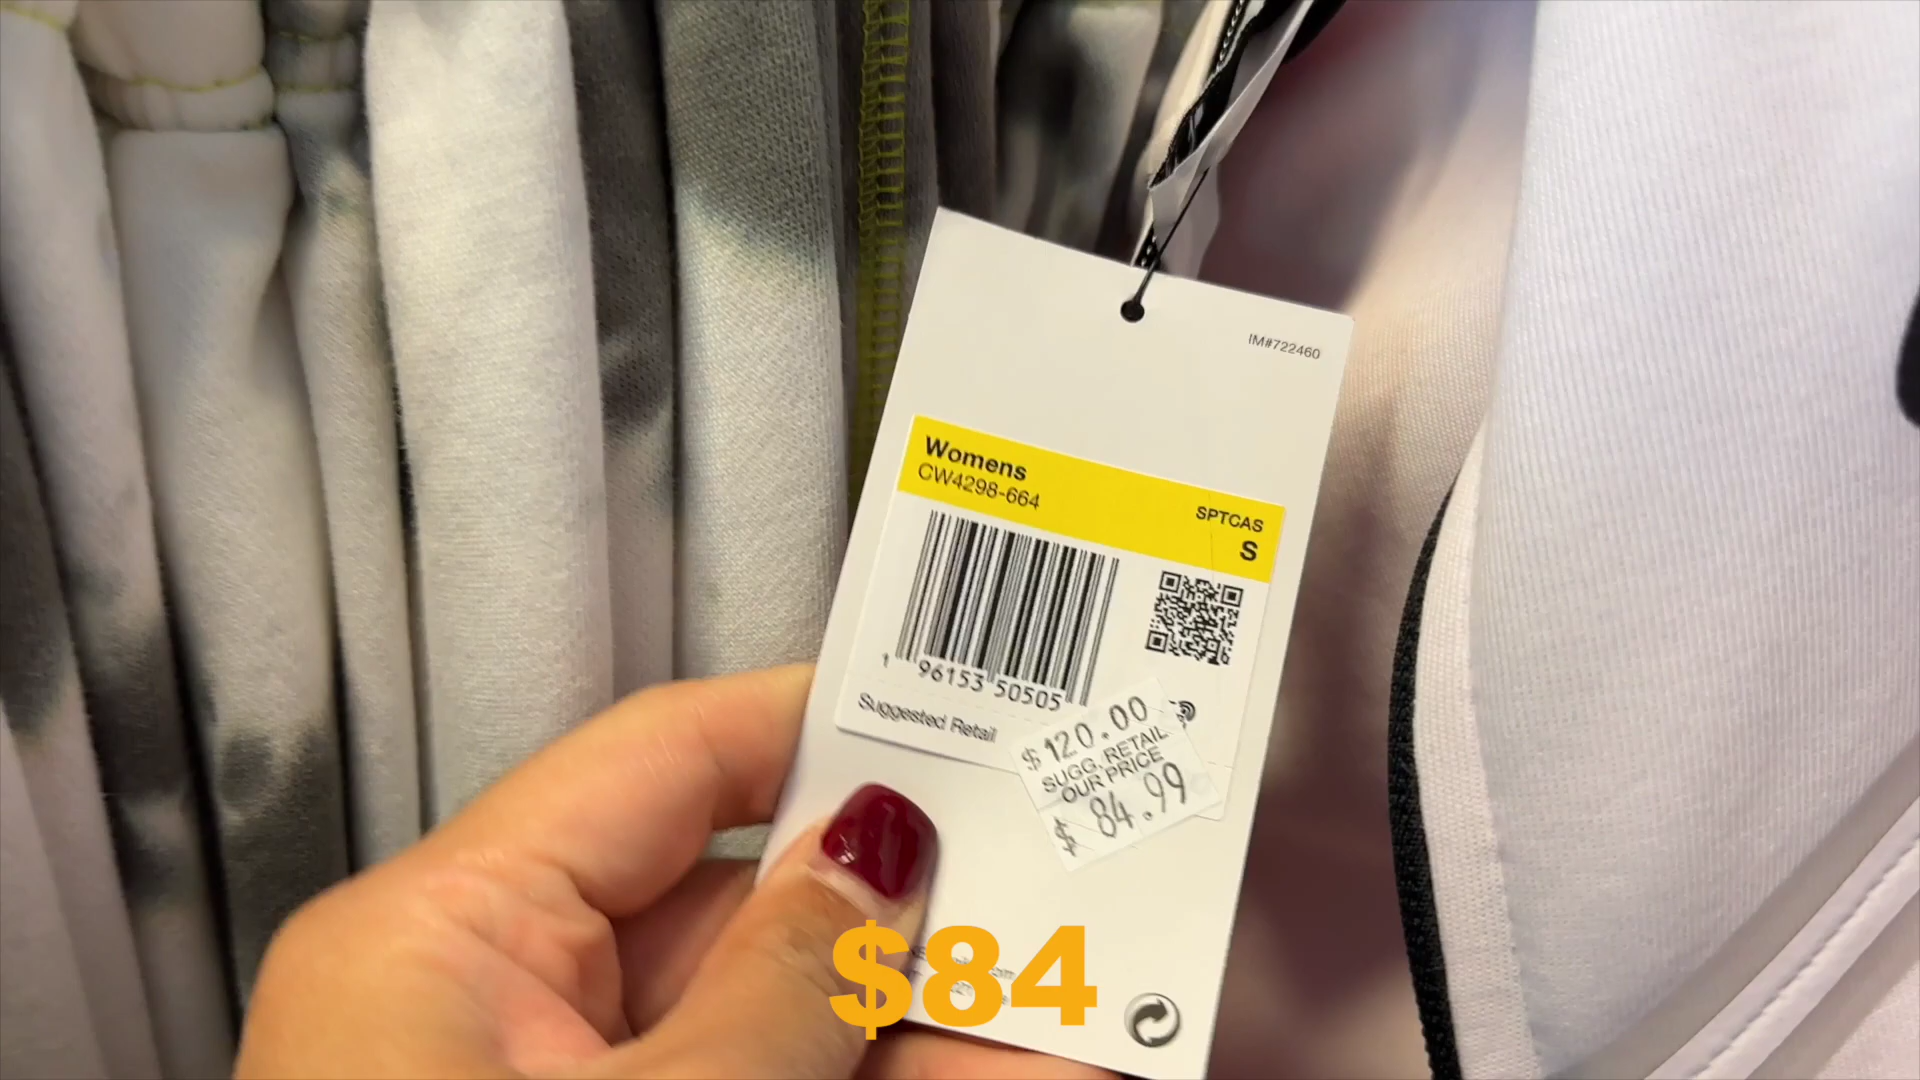 IM#722460
Womens
CW4298-664
SPTCAS
S
1 96153 50505
Suggested Retail
$120.00
SUGG. RETAIL
OUR PRICE
$ 84.99
$84